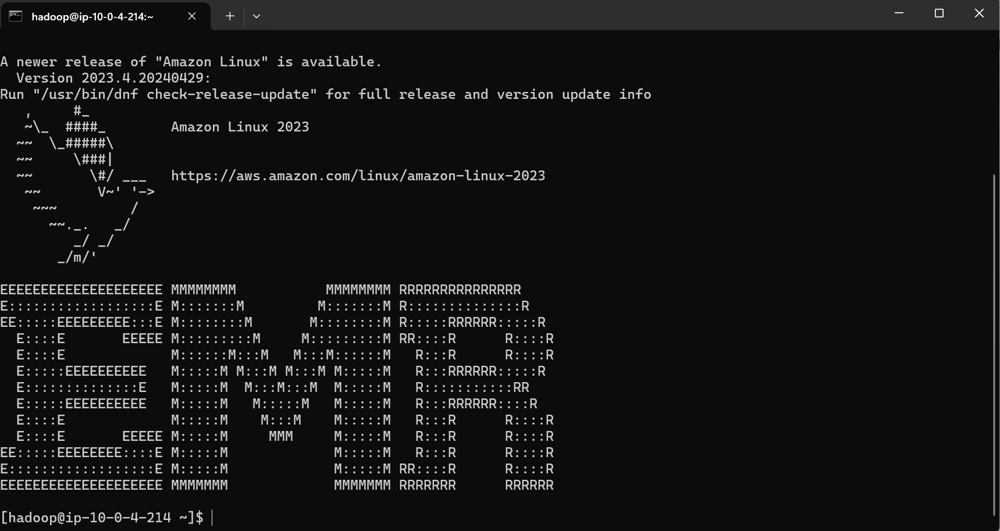 hadoop@ip-10-0-4-214:~
A newer release of "Amazon Linux" is available.
  Version 2023.4.20240429:
Run "/usr/bin/dnf check-release-update" for full release and version update info
   ,     #_
   ~\_  ####_        Amazon Linux 2023
  ~~  \_#####\
  ~~     \###|
  ~~       \#/ ___   https://aws.amazon.com/linux/amazon-linux-2023
   ~~       V~' '->
    ~~~         /
      ~~._.   _/
         _/ _/
       _/m/'

EEEEEEEEEEEEEEEEEEEE MMMMMMMM           MMMMMMMM RRRRRRRRRRRRRRR
E::::::::::::::::::E M:::::::M         M:::::::M R::::::::::::::R
EE:::::EEEEEEEEE:::E M::::::::M       M::::::::M R:::::RRRRRR:::::R
  E::::E       EEEEE M:::::::::M     M:::::::::M RR::::R      R::::R
  E::::E             M::::::M:::M   M:::M::::::M   R:::R      R::::R
  E:::::EEEEEEEEEE   M:::::M M:::M M:::M M:::::M   R:::RRRRRR:::::R
  E::::::::::::::E   M:::::M  M:::M:::M  M:::::M   R:::::::::::RR
  E:::::EEEEEEEEEE   M:::::M   M:::::M   M:::::M   R:::RRRRRR::::R
  E::::E             M:::::M    M:::M    M:::::M   R:::R      R::::R
  E::::E       EEEEE M:::::M     MMM     M:::::M   R:::R      R::::R
EE:::::EEEEEEEE::::E M:::::M             M:::::M   R:::R      R::::R
E::::::::::::::::::E M:::::M             M:::::M RR::::R      R::::R
EEEEEEEEEEEEEEEEEEEE MMMMMMM             MMMMMMM RRRRRRR      RRRRRR

[hadoop@ip-10-0-4-214 ~]$